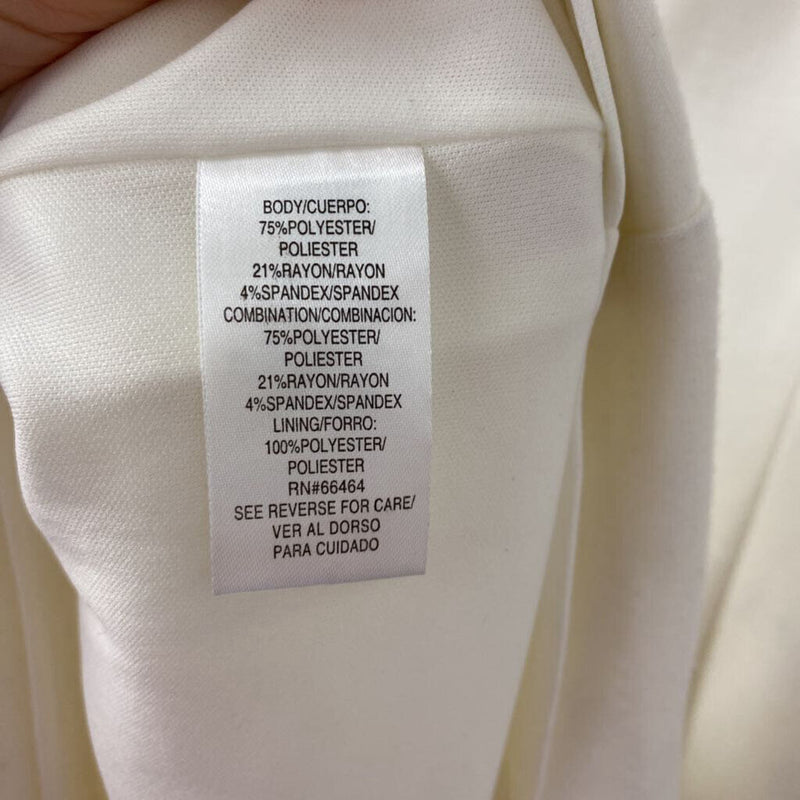 BODY/CUERPO:
75%POLYESTER/
POLIESTER
21%RAYON/RAYON
4%SPANDEX/SPANDEX
COMBINATION/COMBINACION:
75%POLYESTER/
POLIESTER
21%RAYON/RAYON
4%SPANDEX/SPANDEX
LINING/FORRO:
100%POLYESTER/
POLIESTER
RN#66464
SEE REVERSE FOR CARE/
VER AL DORSO
PARA CUIDADO